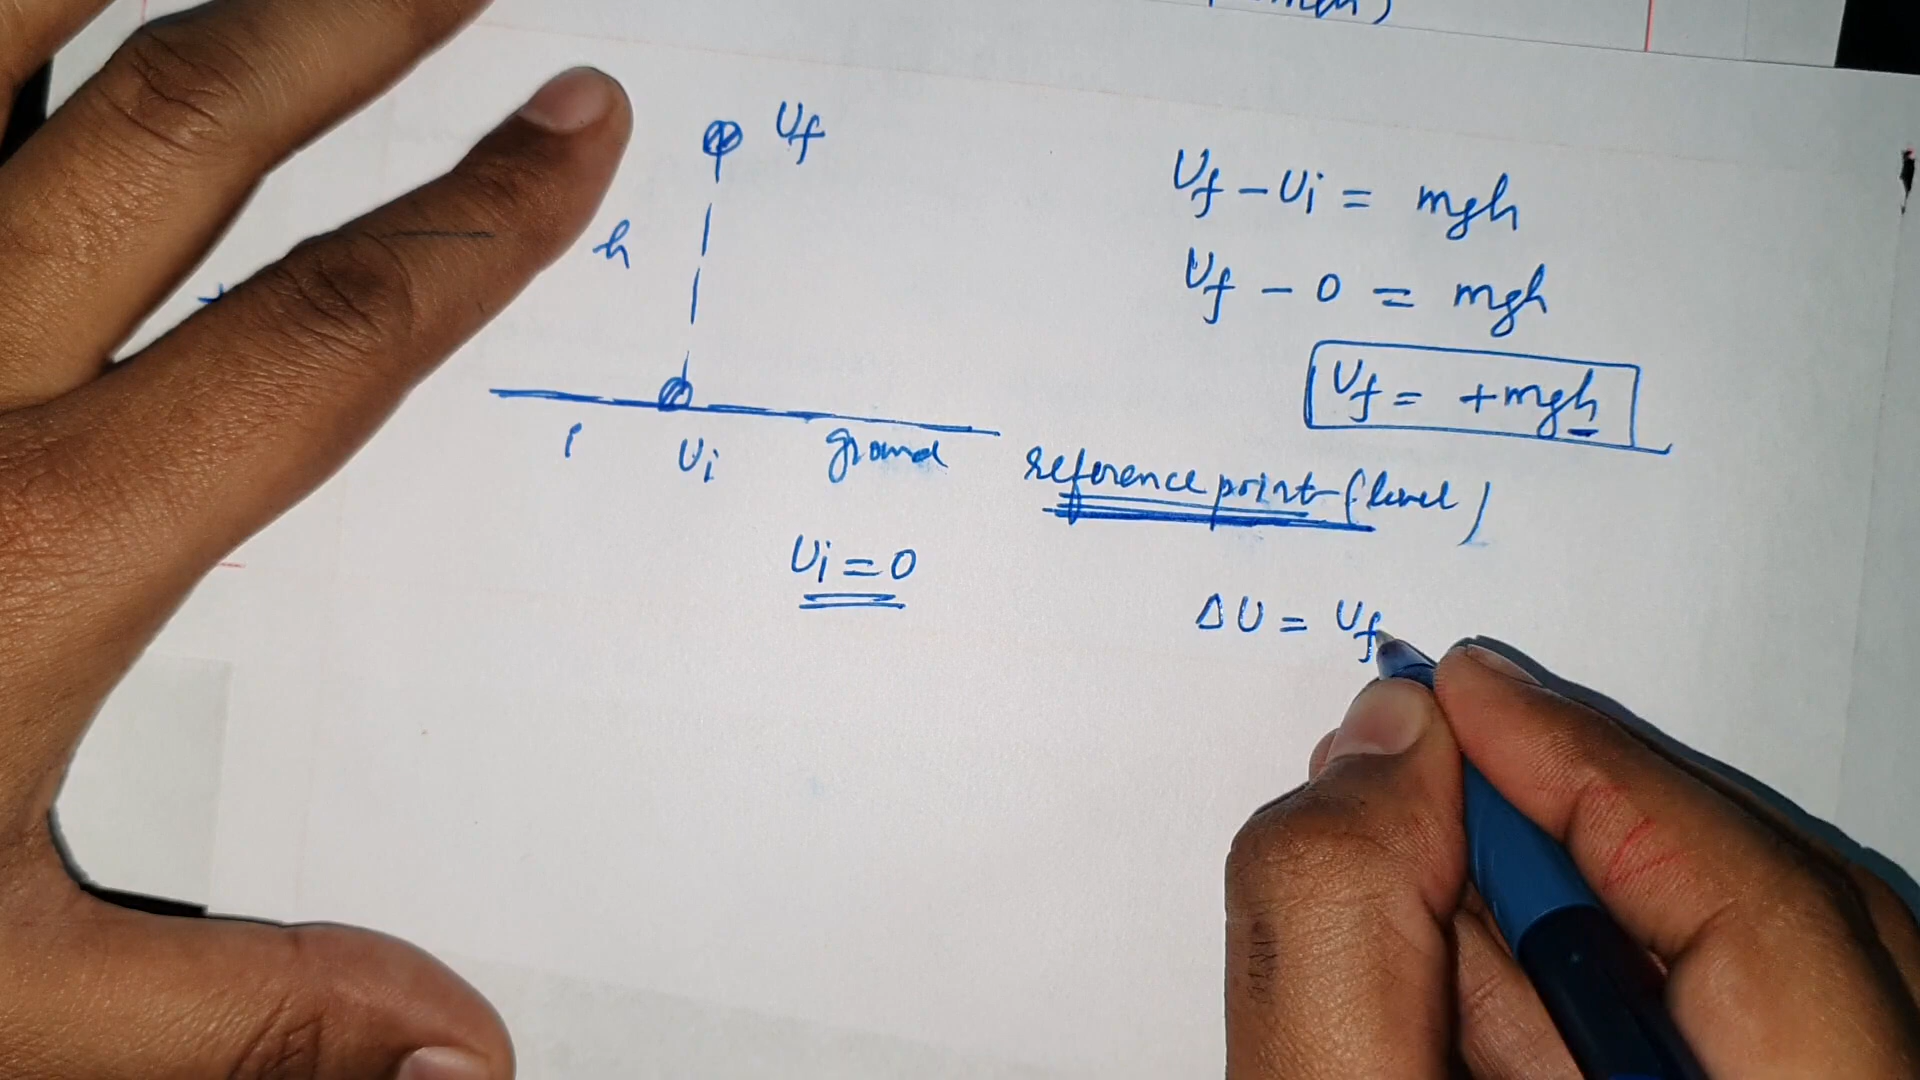 Uf
Uf - Ui = mgh
h
Uf - 0 = mgh
Uf = +mgh
i Ui ground reference point (level)
Ui = 0
ΔU = Uf